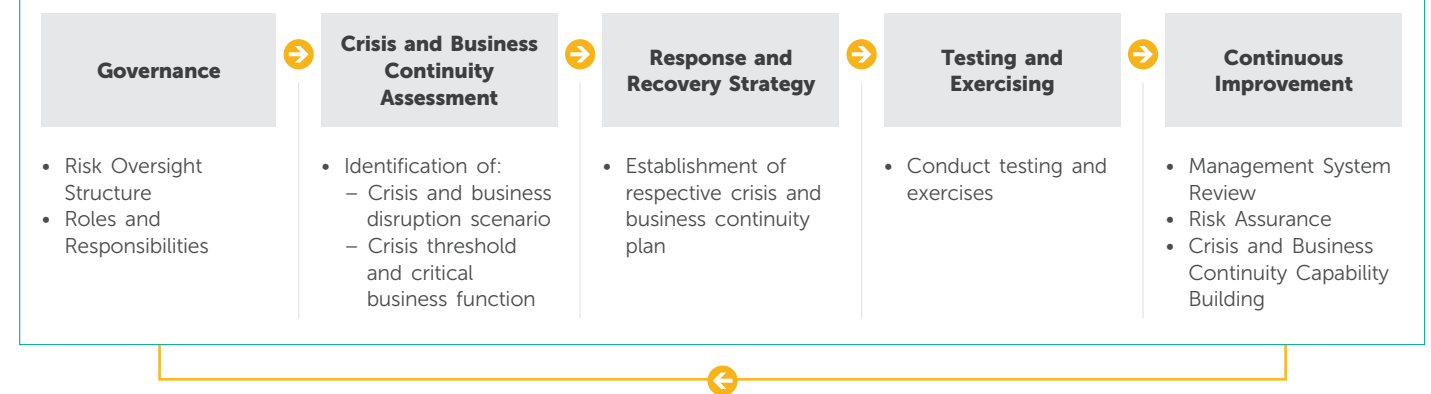 Governance
Crisis and Business
Continuity
Assessment
Response and
Recovery Strategy
Testing and
Exercising
Continuous
Improvement
• Risk Oversight
Structure
• Roles and
Responsibilities
• Identification of:
– Crisis and business
disruption scenario
– Crisis threshold
and critical
business function
• Establishment of
respective crisis and
business continuity
plan
• Conduct testing and
exercises
• Management System
Review
• Risk Assurance
• Crisis and Business
Continuity Capability
Building